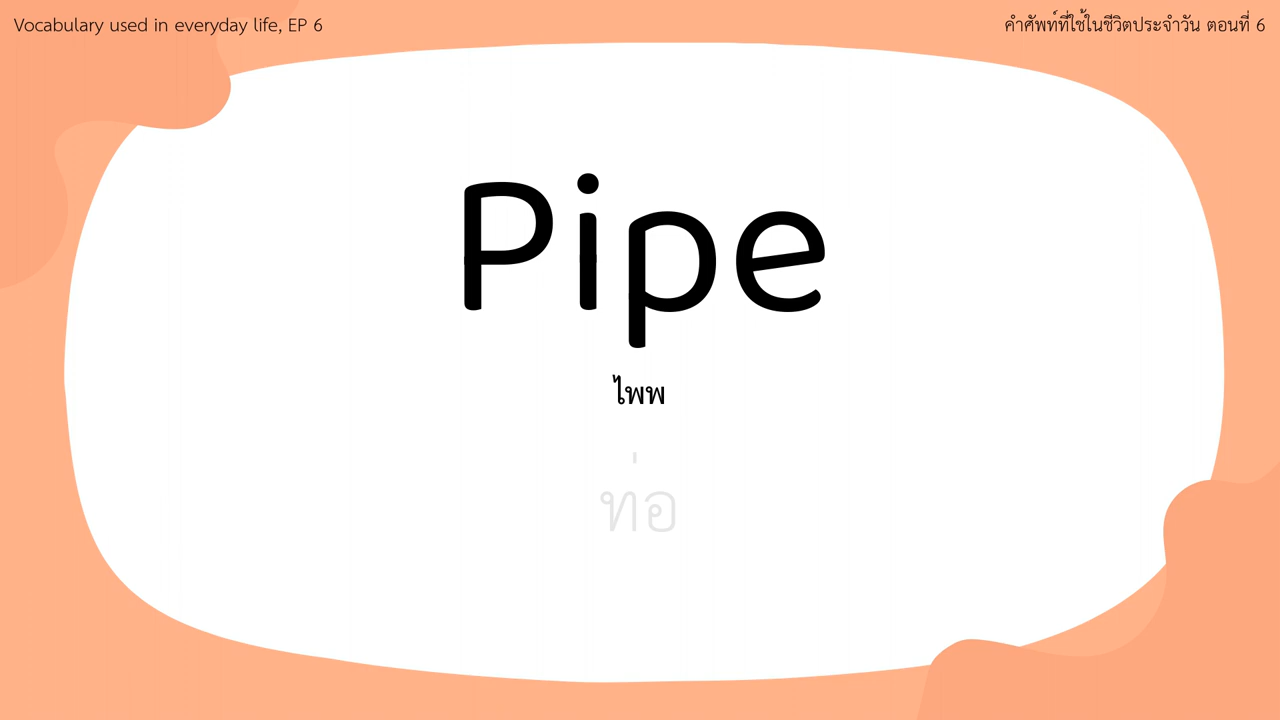 Vocabulary used in everyday life, EP 6
คำศัพท์ที่ใช้ในชีวิตประจำวัน ตอนที่ 6
Pipe
ไพพ
ท่อ